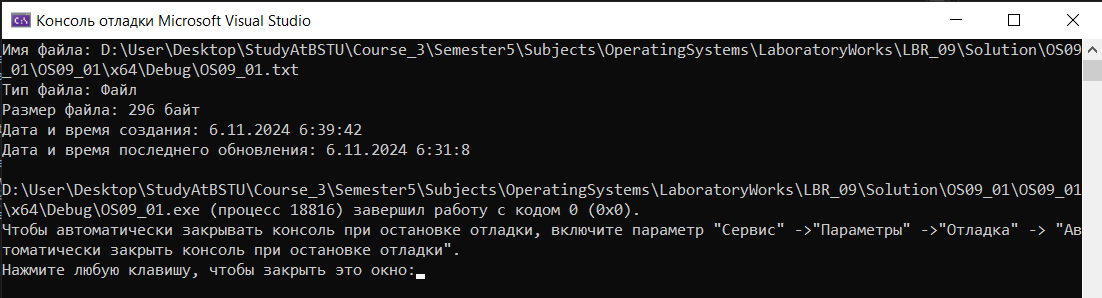 Консоль отладки Microsoft Visual Studio
Имя файла: D:\User\Desktop\StudyAtBSTU\Course_3\Semester5\Subjects\OperatingSystems\LaboratoryWorks\LBR_09\Solution\OS09
_01\OS09_01\x64\Debug\OS09_01.txt
Тип файла: Файл
Размер файла: 296 байт
Дата и время создания: 6.11.2024 6:39:42
Дата и время последнего обновления: 6.11.2024 6:31:8
D:\User\Desktop\StudyAtBSTU\Course_3\Semester5\Subjects\OperatingSystems\LaboratoryWorks\LBR_09\Solution\OS09_01\OS09_01
\x64\Debug\OS09_01.exe (процесс 18816) завершил работу с кодом 0 (0x0).
Чтобы автоматически закрывать консоль при остановке отладки, включите параметр "Сервис" ->"Параметры" ->"Отладка" -> "Ав
томатически закрыть консоль при остановке отладки".
Нажмите любую клавишу, чтобы закрыть это окно: